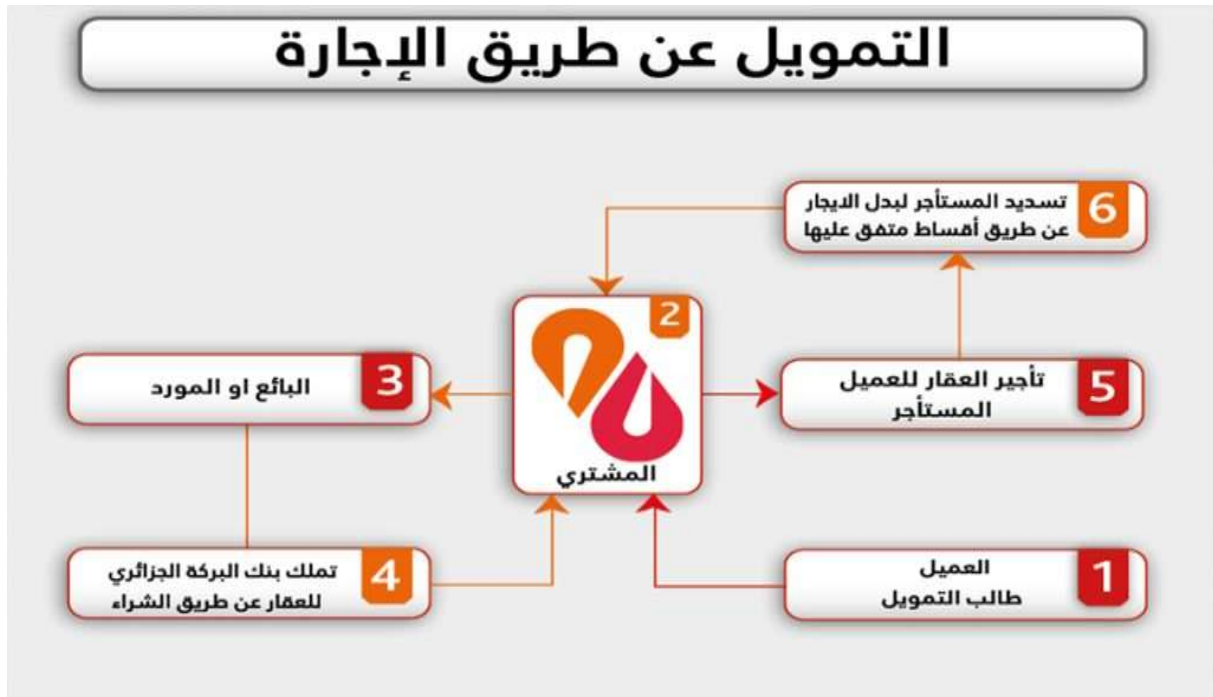 التمويل عن طريق الإجارة
6
تسديد المستأجر لبدل الايجار
عن طريق أقساط متفق عليها
2
المشتري
3
البائع او المورد
5
تأجير العقار للعميل
المستأجر
4
تملك بنك البركة الجزائري
للعقار عن طريق الشراء
1
العميل
طالب التمويل